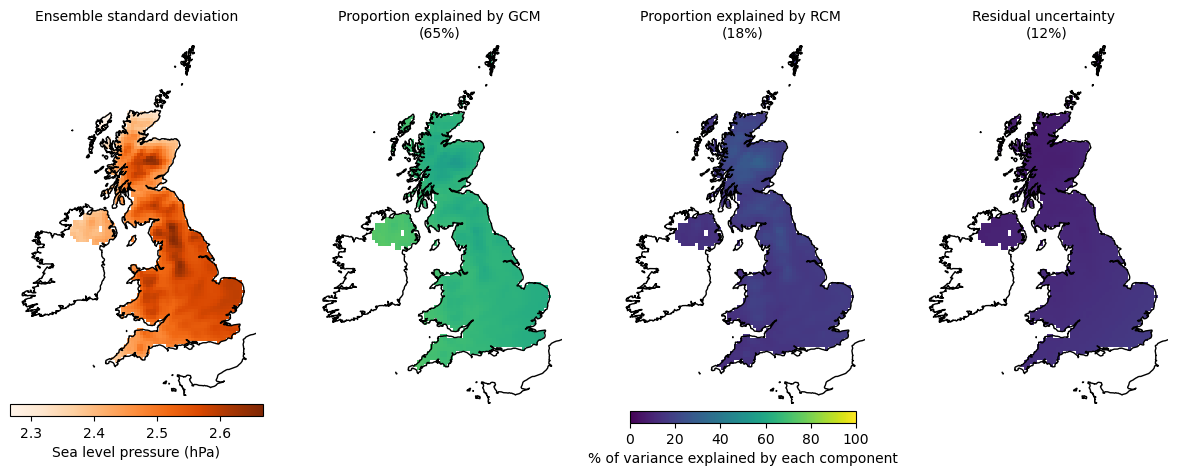 Ensemble standard deviation
Proportion explained by GCM
(65%)
Proportion explained by RCM
(18%)
Residual uncertainty
(12%)
2.3 2.4 2.5 2.6
Sea level pressure (hPa)
0 20 40 60 80 100
% of variance explained by each component